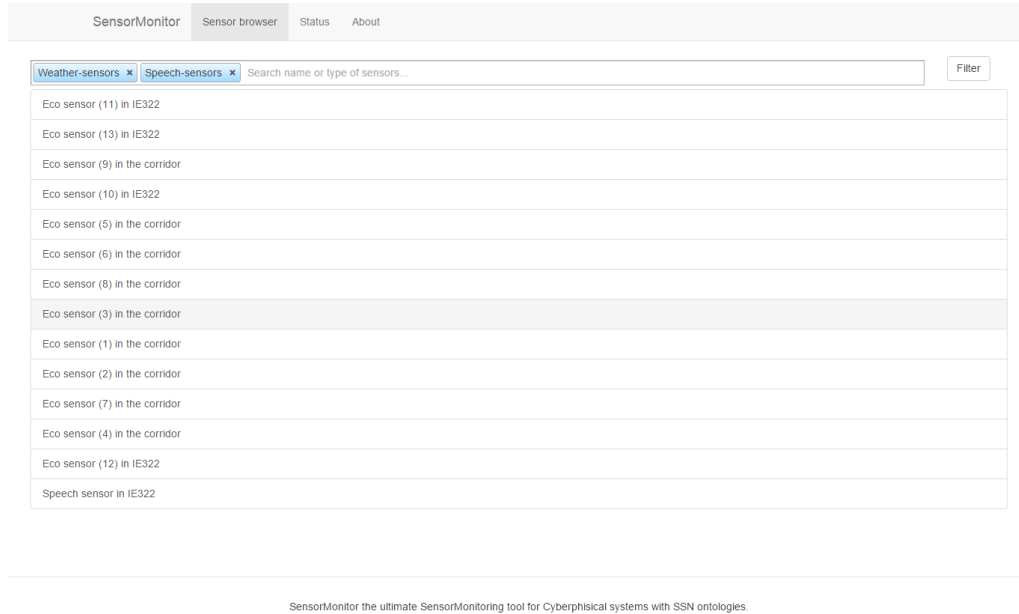 SensorMonitor Sensor browser Status About
Weather-sensors × Speech-sensors × Search name or type of sensors... Filter
Eco sensor (11) in IE322
Eco sensor (13) in IE322
Eco sensor (9) in the corridor
Eco sensor (10) in IE322
Eco sensor (5) in the corridor
Eco sensor (6) in the corridor
Eco sensor (8) in the corridor
Eco sensor (3) in the corridor
Eco sensor (1) in the corridor
Eco sensor (2) in the corridor
Eco sensor (7) in the corridor
Eco sensor (4) in the corridor
Eco sensor (12) in IE322
Speech sensor in IE322
SensorMonitor the ultimate SensorMonitoring tool for Cyberphisical systems with SSN ontologies.